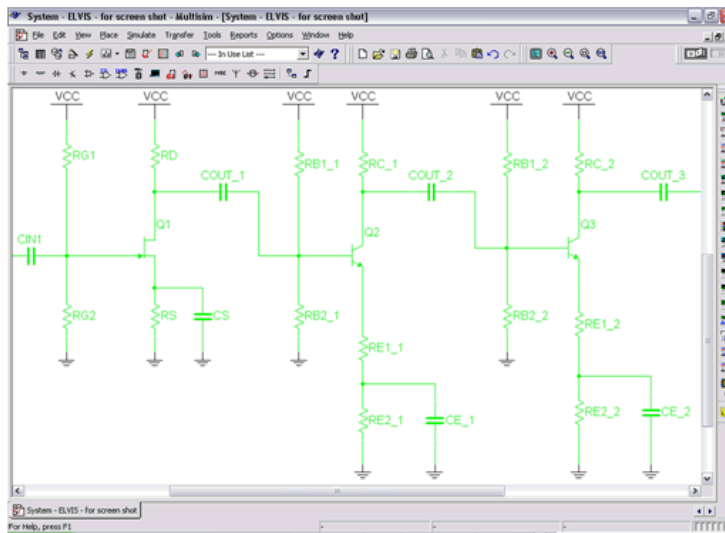 System - ELVIS - for screen shot - Multisim - [System - ELVIS - for screen shot]
File Edit View Place Simulate Transfer Tools Reports Options Window Help
--- In Use List ---
VCC VCC VCC VCC VCC VCC
RG1 RD RB1_1 RC_1 RB1_2 RC_2
COUT_1 COUT_2 COUT_3
Q1 Q2 Q3
CIN1
RG2 RS CS RB2_1 RB2_2
RE1_1 RE1_2
RE2_1 CE_1 RE2_2 CE_2
System - ELVIS - for screen shot
For Help, press F1